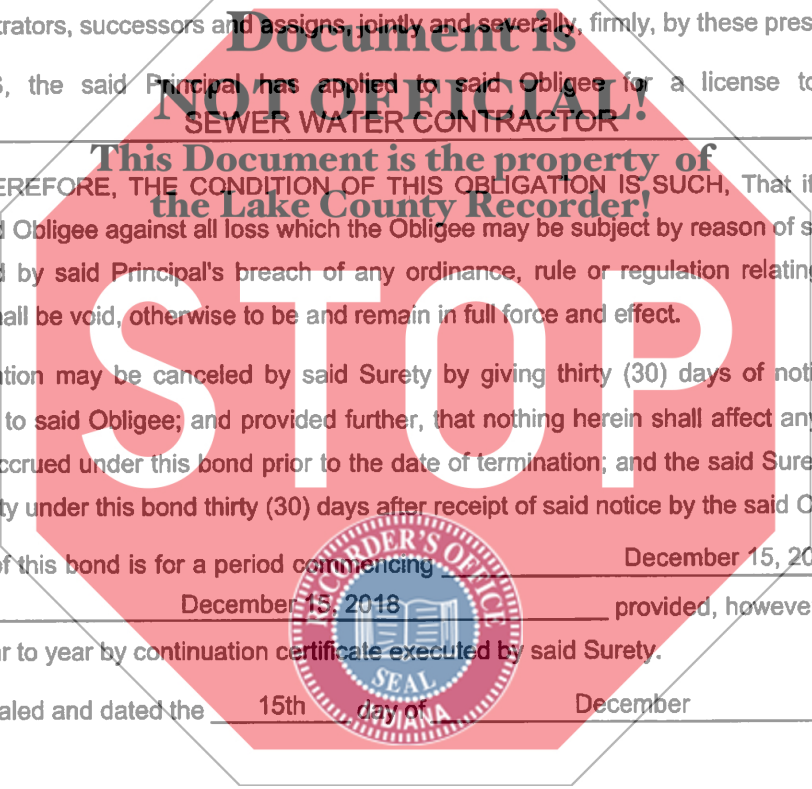 trators, successors and assigns, jointly and severally, firmly, by these pres
Document is
, the said Principal has applied to said Obligee for a license to
NOT OFFICIAL!
SEWER WATER CONTRACTOR
This Document is the property of
EREFORE, THE CONDITION OF THIS OBLIGATION IS SUCH, That if
the Lake County Recorder!
Obligee against all loss which the Obligee may be subject by reason of s
by said Principal's breach of any ordinance, rule or regulation relating
all be void, otherwise to be and remain in full force and effect.
STOP
tion may be canceled by said Surety by giving thirty (30) days of noti
to said Obligee; and provided further, that nothing herein shall affect any
ccrued under this bond prior to the date of termination; and the said Sure
ty under this bond thirty (30) days after receipt of said notice by the said O
of this bond is for a period commencing December 15, 20
December 15, 2018 provided, howeve
r to year by continuation certificate executed by said Surety.
aled and dated the 15th day of December
RECORDER'S OFFICE
SEAL
INDIANA